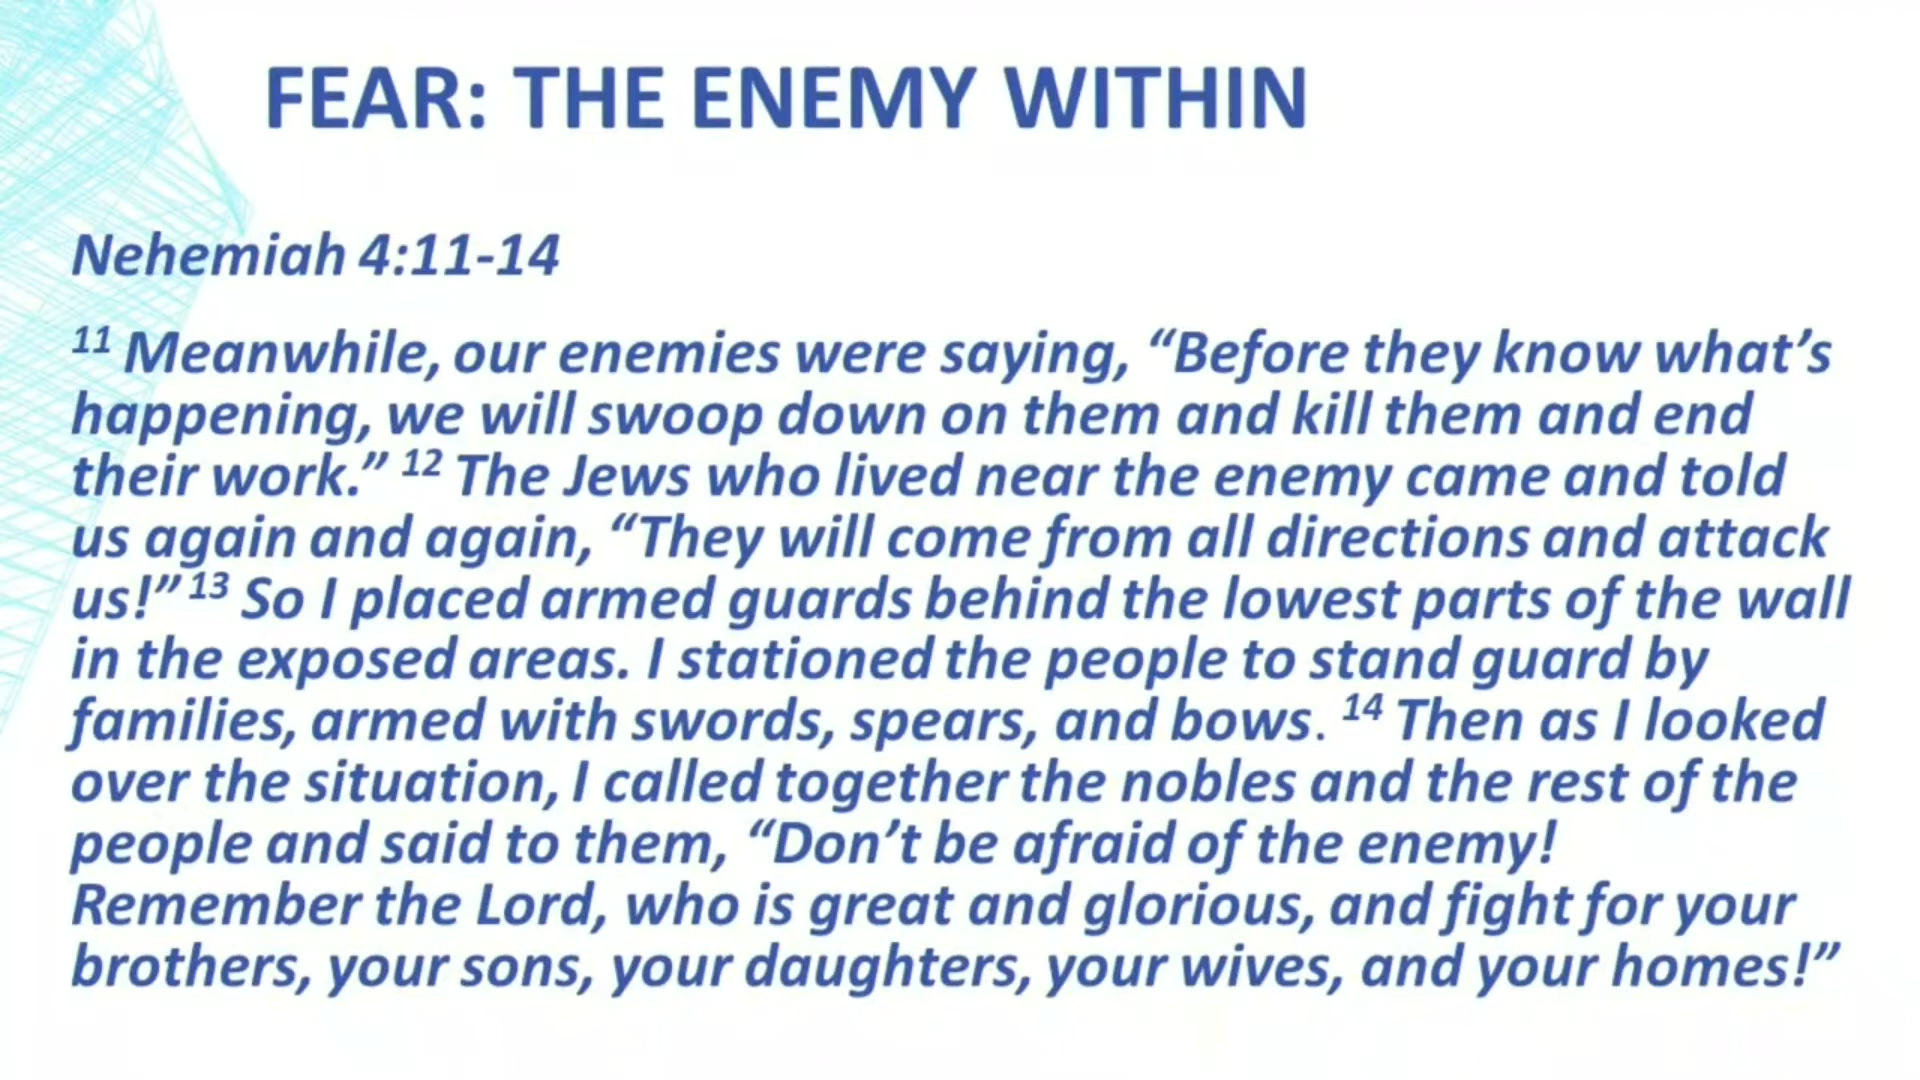 FEAR: THE ENEMY WITHIN
Nehemiah 4:11-14
11 Meanwhile, our enemies were saying, “Before they know what’s
happening, we will swoop down on them and kill them and end
their work.” 12 The Jews who lived near the enemy came and told
us again and again, “They will come from all directions and attack
us!” 13 So I placed armed guards behind the lowest parts of the wall
in the exposed areas. I stationed the people to stand guard by
families, armed with swords, spears, and bows. 14 Then as I looked
over the situation, I called together the nobles and the rest of the
people and said to them, “Don’t be afraid of the enemy!
Remember the Lord, who is great and glorious, and fight for your
brothers, your sons, your daughters, your wives, and your homes!”